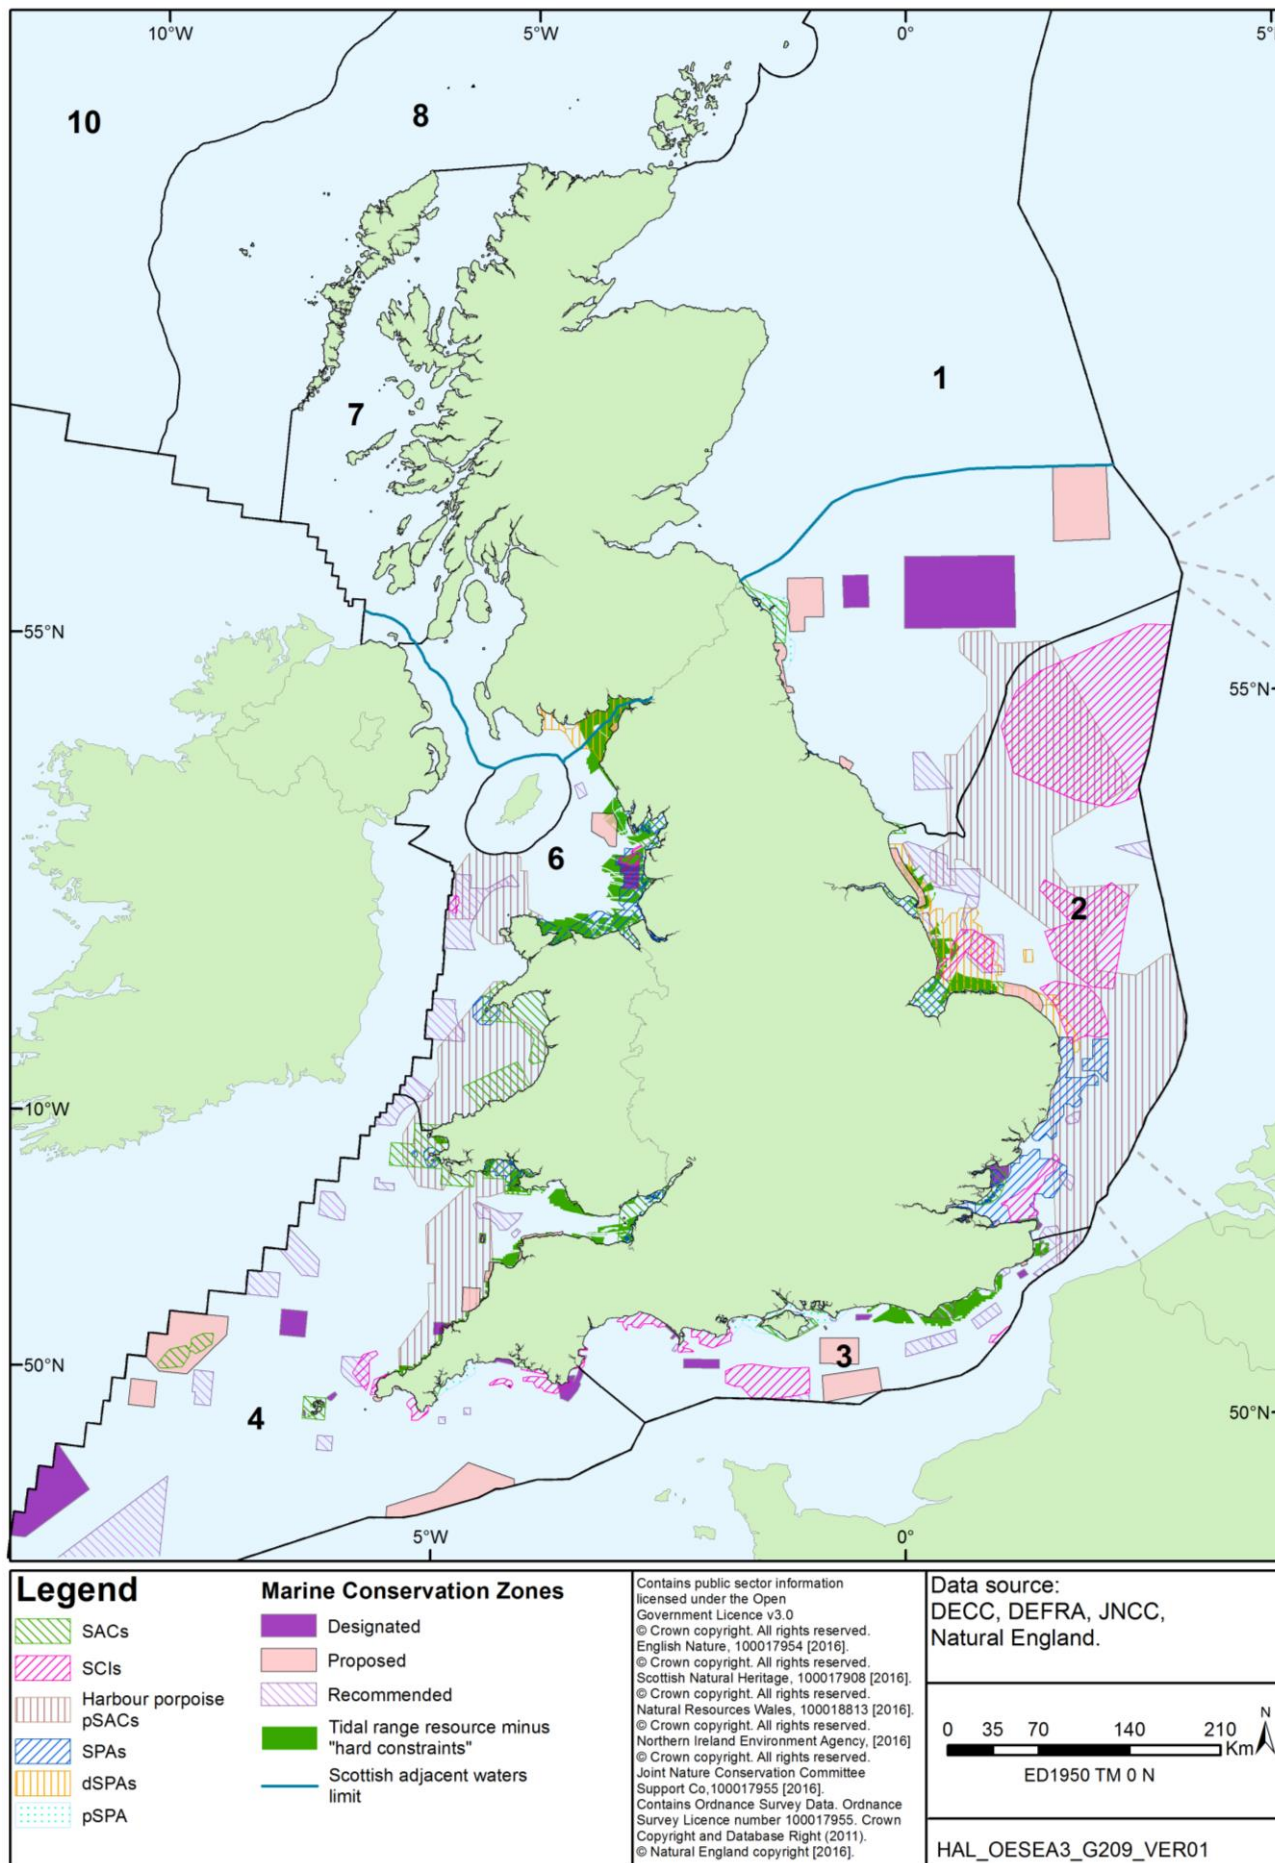 10°W
5°W
0°
5°
10
8
1
7
55°N
55°N
6
2
10°W
3
50°N
4
50°N
5°W
0°
Legend
SACs
SCIs
Harbour porpoise
pSACs
SPAs
dSPAs
pSPA
Marine Conservation Zones
Designated
Proposed
Recommended
Tidal range resource minus
"hard constraints"
Scottish adjacent waters
limit
Contains public sector information
licensed under the Open
Government Licence v3.0
© Crown copyright. All rights reserved.
English Nature, 100017954 [2016].
© Crown copyright. All rights reserved.
Scottish Natural Heritage, 100017908 [2016].
© Crown copyright. All rights reserved.
Natural Resources Wales, 100018813 [2016].
© Crown copyright. All rights reserved.
Northern Ireland Environment Agency, [2016]
© Crown copyright. All rights reserved.
Joint Nature Conservation Committee
Support Co,100017955 [2016].
Contains Ordnance Survey Data. Ordnance
Survey Licence number 100017955. Crown
Copyright and Database Right (2011).
© Natural England copyright [2016].
Data source:
DECC, DEFRA, JNCC,
Natural England.
0 35 70 140 210
Km
N
ED1950 TM 0 N
HAL_OESEA3_G209_VER01